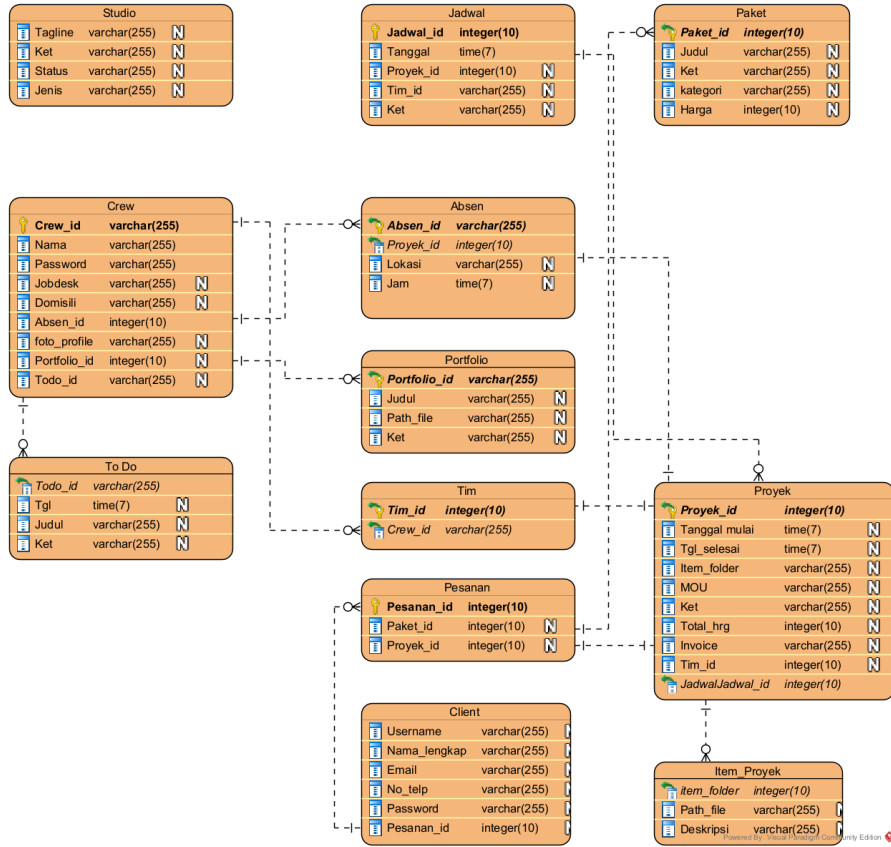 Studio
Tagline varchar(255) N
Ket varchar(255) N
Status varchar(255) N
Jenis varchar(255) N
Jadwal
Jadwal_id integer(10)
Tanggal time(7)
Proyek_id integer(10) N
Tim_id varchar(255) N
Ket varchar(255) N
Paket
Paket_id integer(10)
Judul varchar(255) N
Ket varchar(255) N
kategori varchar(255) N
Harga integer(10) N
Crew
Crew_id varchar(255)
Nama varchar(255)
Password varchar(255)
Jobdesk varchar(255) N
Domisili varchar(255) N
Absen_id integer(10)
foto_profile varchar(255) N
Portfolio_id integer(10) N
Todo_id varchar(255) N
Absen
Absen_id varchar(255)
Proyek_id integer(10)
Lokasi varchar(255) N
Jam time(7) N
Portfolio
Portfolio_id varchar(255)
Judul varchar(255) N
Path_file varchar(255) N
Ket varchar(255) N
To Do
Todo_id varchar(255)
Tgl time(7) N
Judul varchar(255) N
Ket varchar(255) N
Tim
Tim_id integer(10)
Crew_id varchar(255)
Proyek
Proyek_id integer(10)
Tanggal mulai time(7) N
Tgl_selesai time(7) N
Item_folder varchar(255) N
MOU varchar(255) N
Ket varchar(255) N
Total_hrg integer(10) N
Invoice varchar(255) N
Tim_id integer(10) N
JadwalJadwal_id integer(10)
Pesanan
Pesanan_id integer(10)
Paket_id integer(10) N
Proyek_id integer(10) N
Client
Username varchar(255)
Nama_lengkap varchar(255)
Email varchar(255)
No_telp varchar(255)
Password varchar(255)
Pesanan_id integer(10)
Item_Proyek
item_folder integer(10)
Path_file varchar(255)
Deskripsi varchar(255)
Powered By Visual Paradigm Community Edition